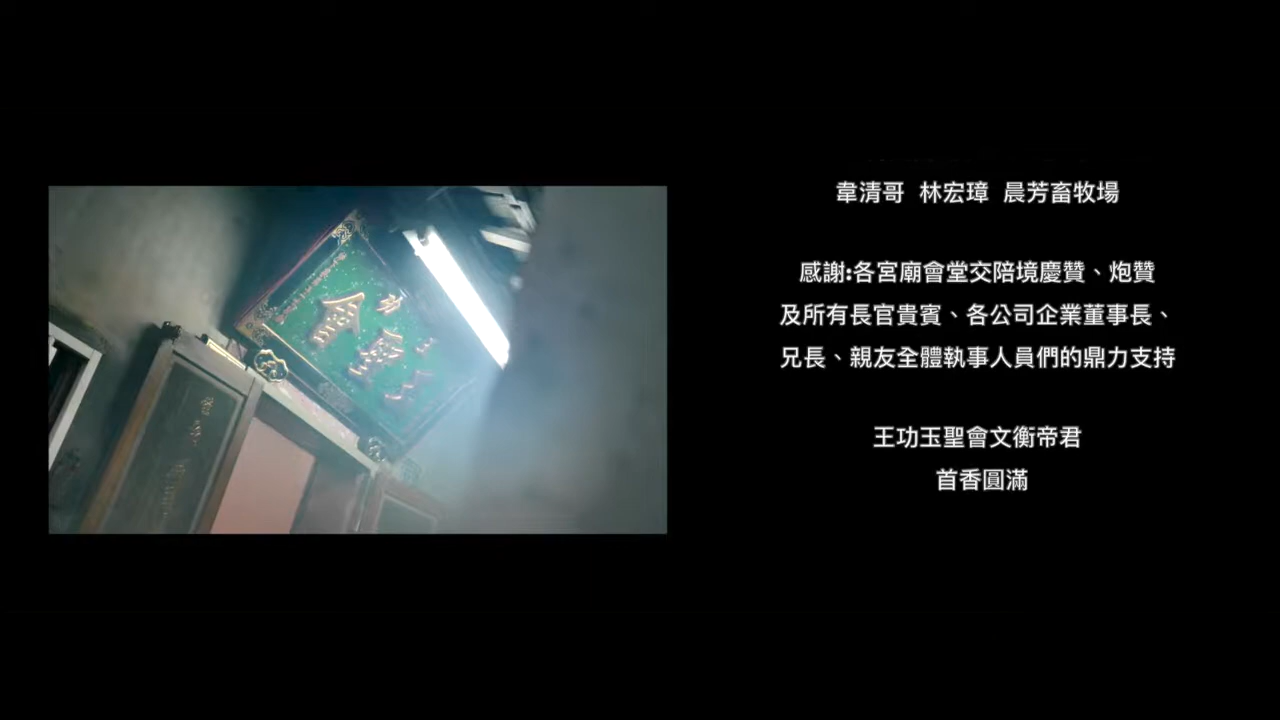 會聖玉
韋清哥 林宏璋 晨芳畜牧場
感謝:各宮廟會堂交陪境慶贊、炮贊
及所有長官貴賓、各公司企業董事長、
兄長、親友全體執事人員們的鼎力支持
王功玉聖會文衡帝君
首香圓滿